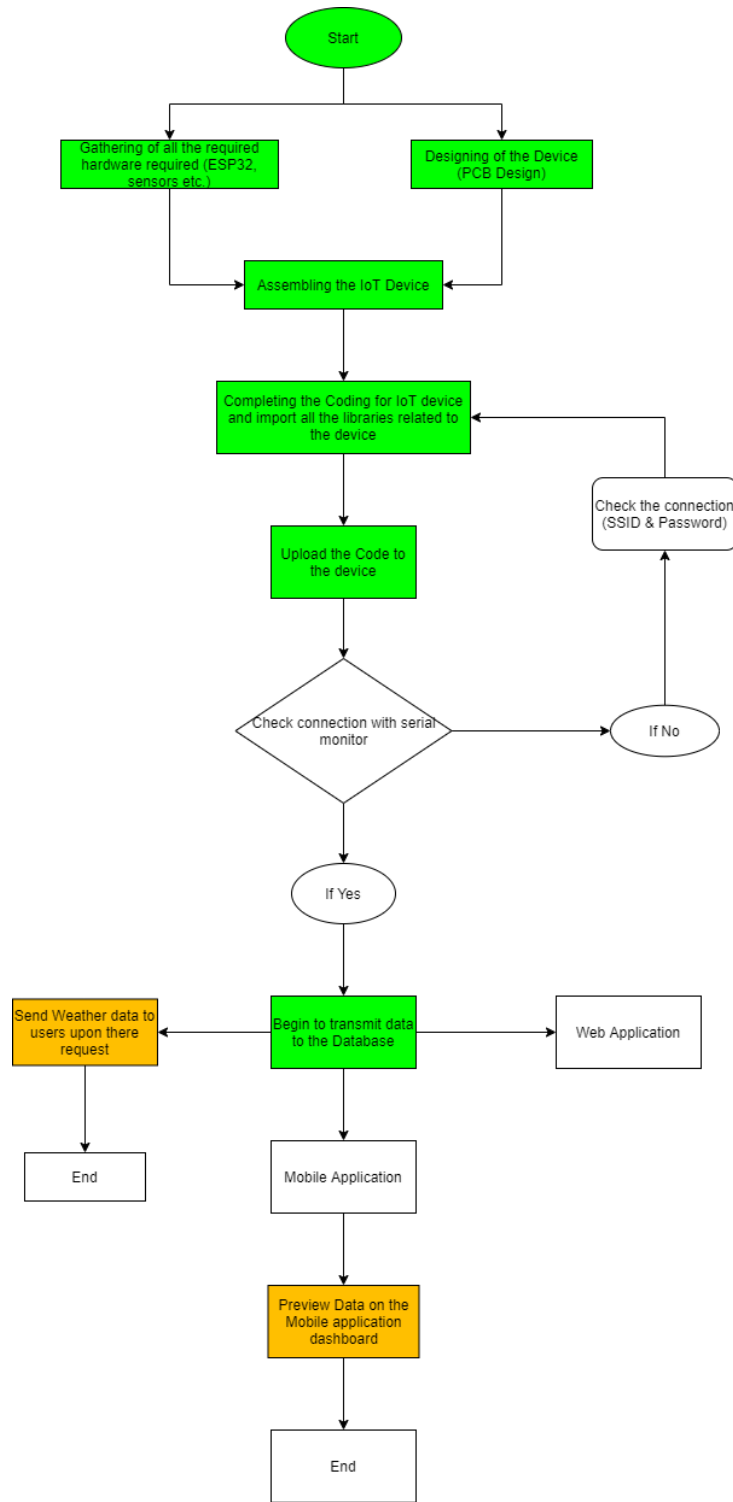 Start
Gathering of all the required
hardware required (ESP32,
sensors etc.)
Designing of the Device
(PCB Design)
Assembling the IoT Device
Completing the Coding for IoT device
and import all the libraries related to
the device
Check the connection
(SSID & Password)
Upload the Code to
the device
Check connection with serial
monitor
If No
If Yes
Send Weather data to
users upon there
request
Begin to transmit data
to the Database
Web Application
End
Mobile Application
Preview Data on the
Mobile application
dashboard
End